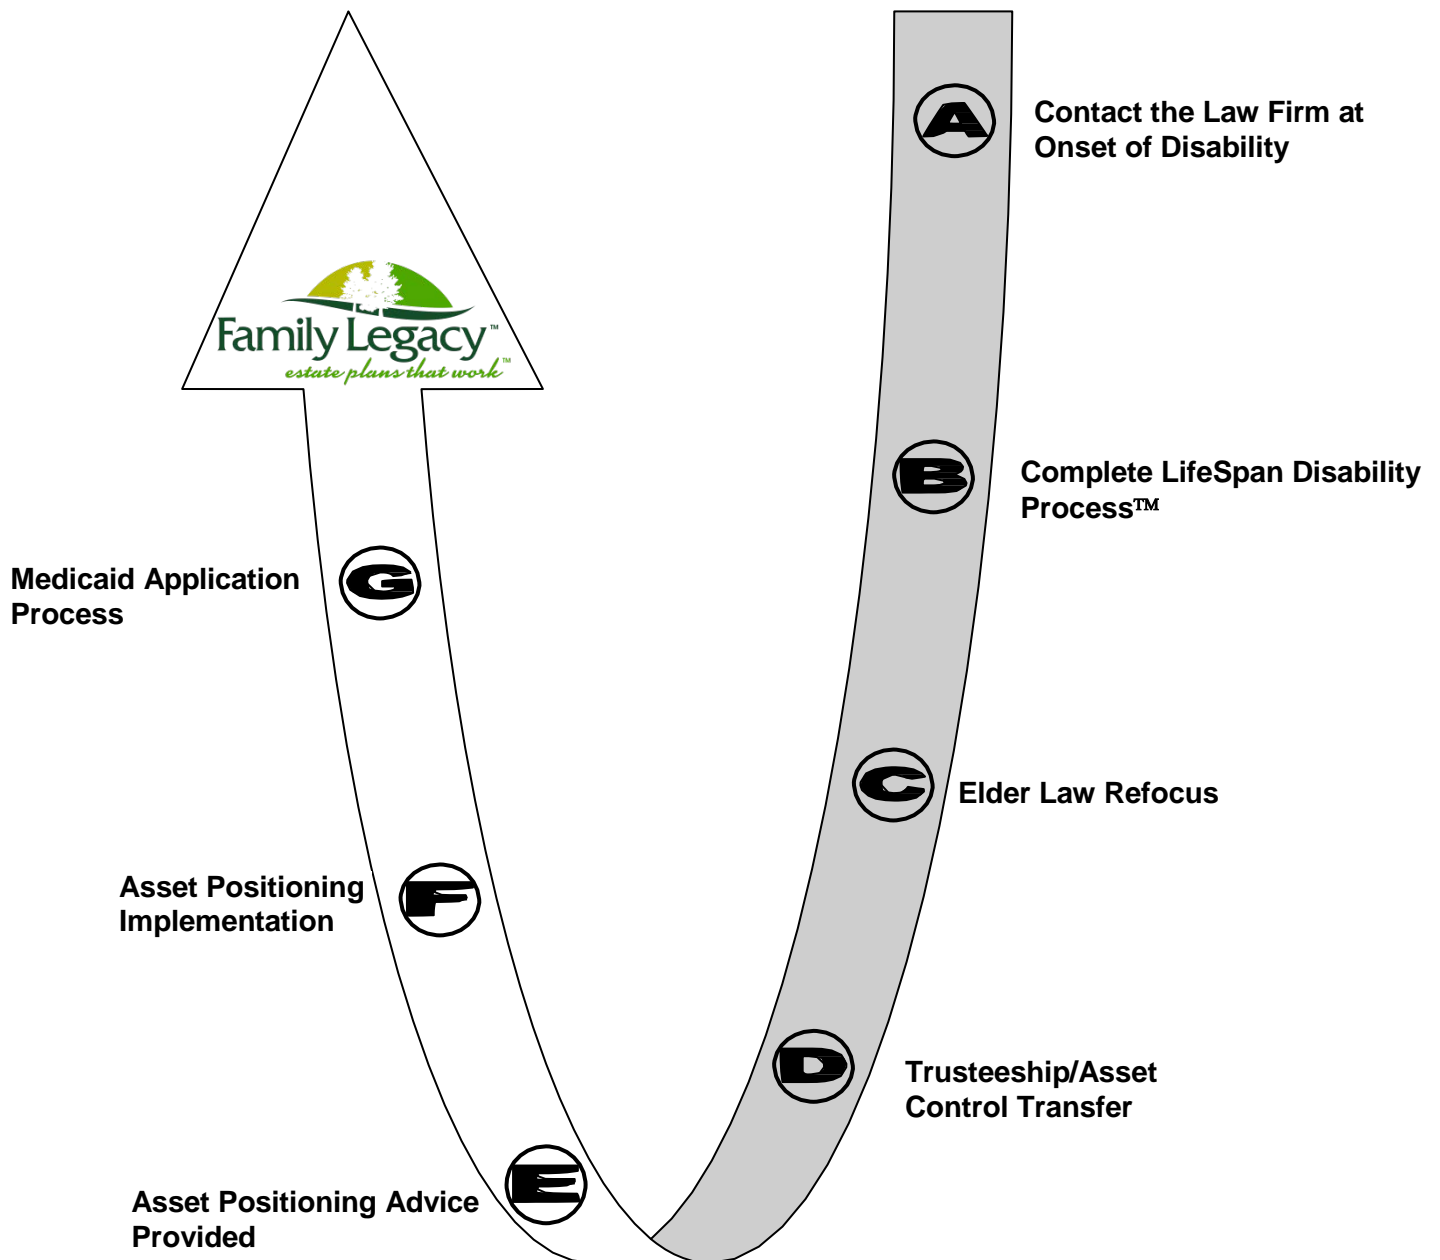 A
Contact the Law Firm at
Onset of Disability
B
Complete LifeSpan Disability
Process™
C
Elder Law Refocus
D
Trusteeship/Asset
Control Transfer
E
Asset Positioning Advice
Provided
F
Asset Positioning
Implementation
G
Medicaid Application
Process
Family Legacy™
estate plans that work™